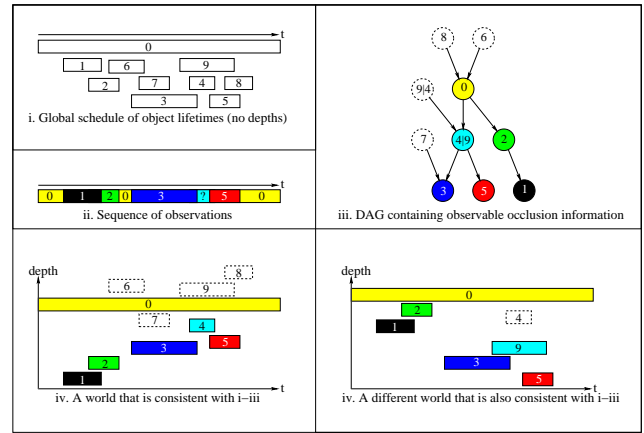 t
0
1 6 9
2 7 4 8
3 5
i. Global schedule of object lifetimes (no depths)
t
0 1 2 0 3 ? 5 0
ii. Sequence of observations
8 6
9|4 0
7 4|9 2
3 5 1
iii. DAG containing observable occlusion information
depth
8
6 9
0
7 4
3 5
2
1
t
iv. A world that is consistent with i−iii
depth
0
2
1 4
9
3
5
t
iv. A different world that is also consistent with i−iii